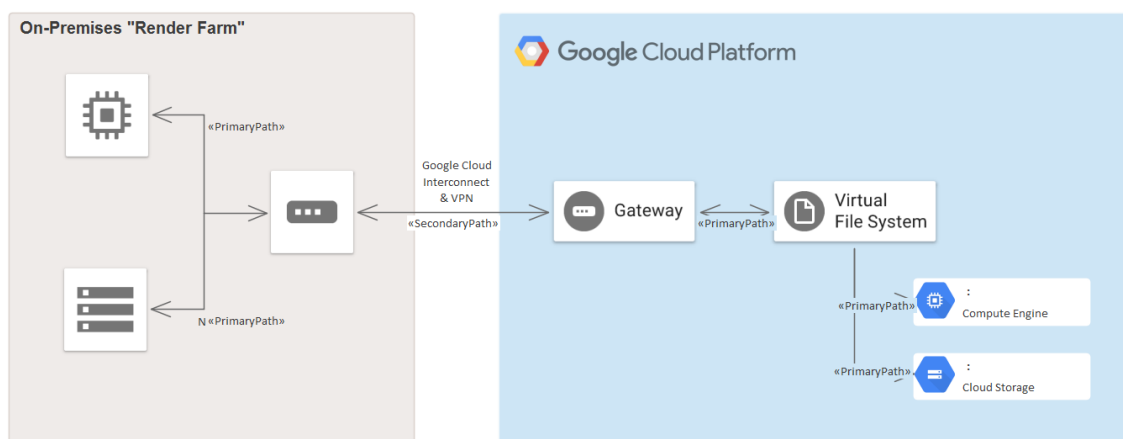 On-Premises "Render Farm"
Google Cloud Platform
«PrimaryPath»
Google Cloud
Interconnect
& VPN
«SecondaryPath»
Gateway
«PrimaryPath»
Virtual
File System
N «PrimaryPath»
«PrimaryPath»
:
Compute Engine
«PrimaryPath»
:
Cloud Storage